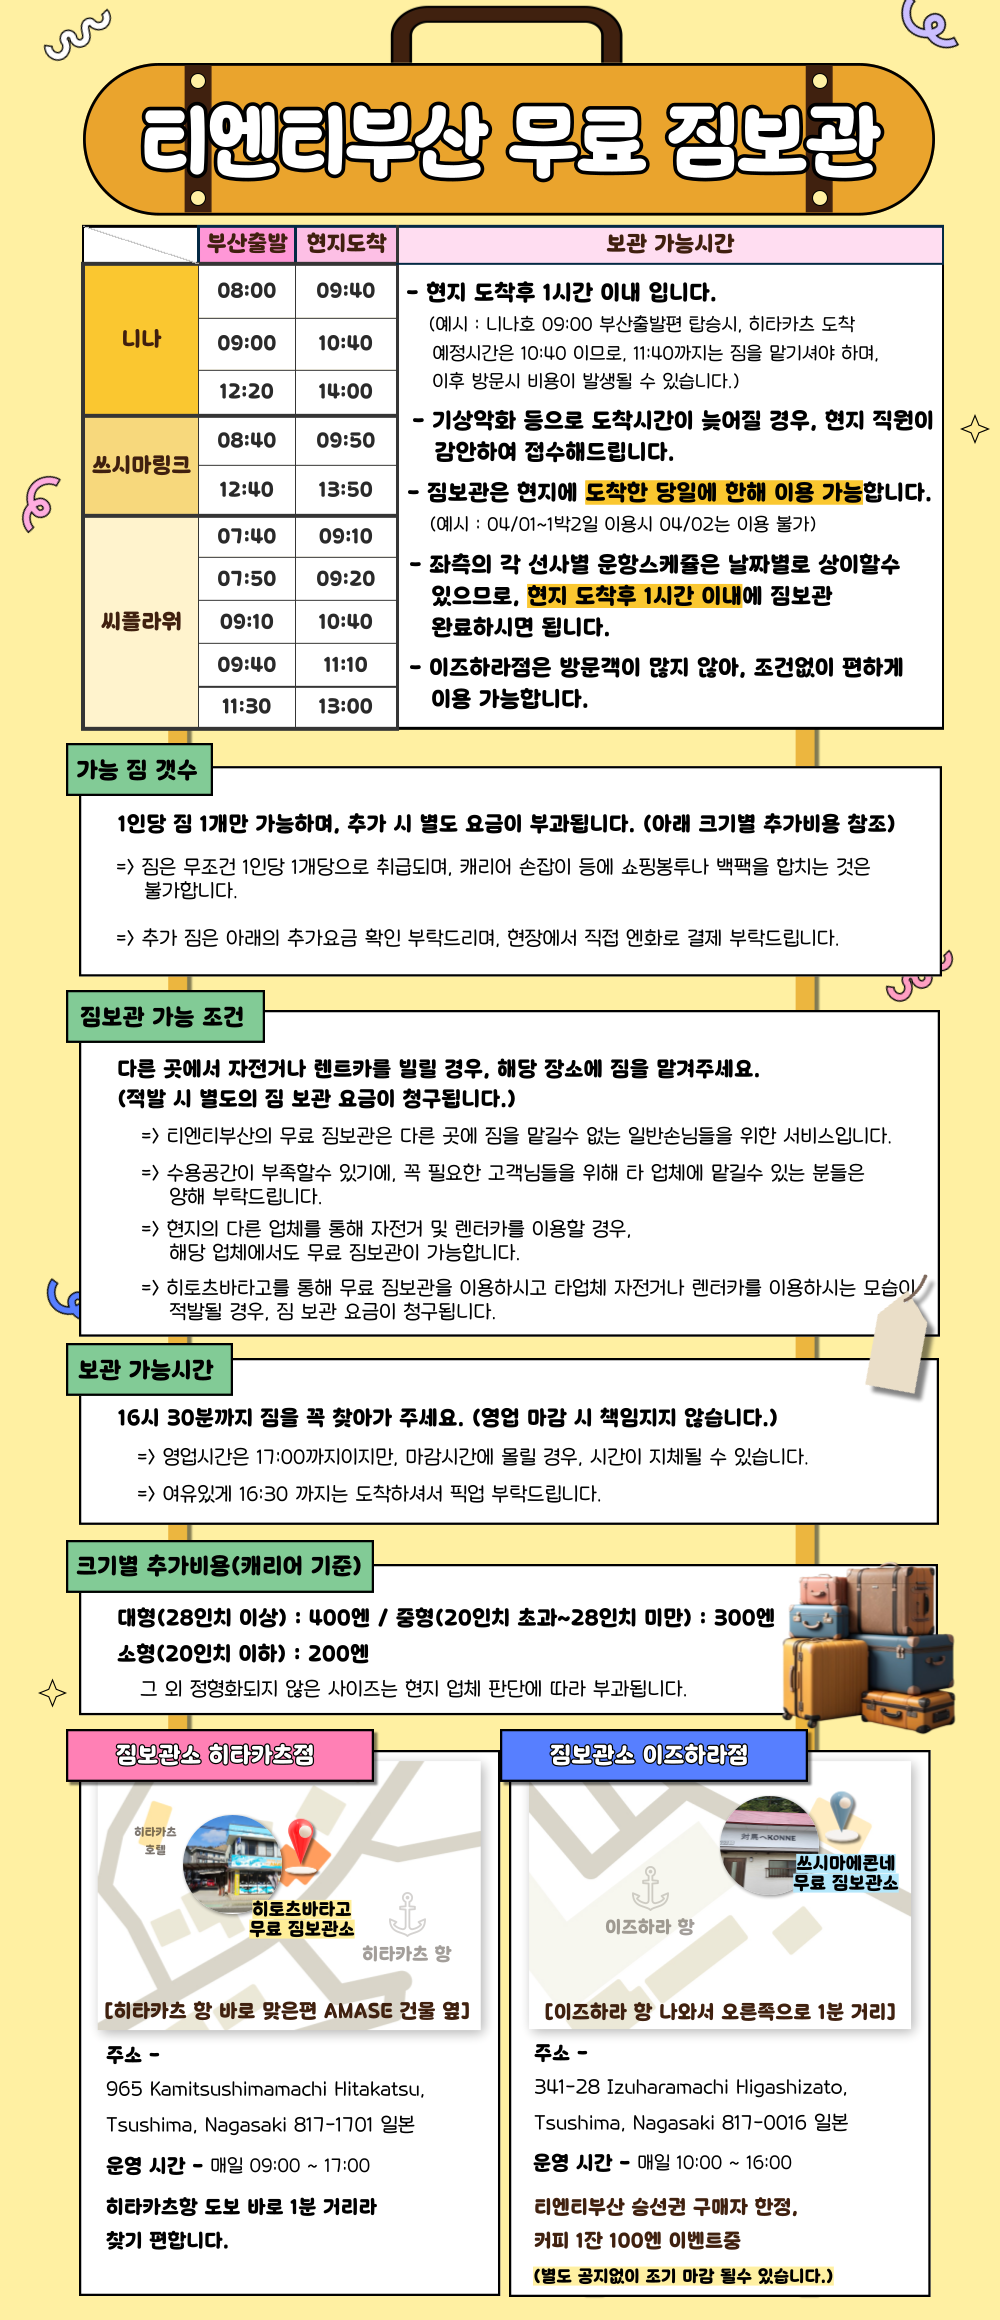 티엔티부산 무료 짐보관
부산출발 현지도착 보관 가능시간
니나
08:00 09:40
09:00 10:40
12:20 14:00
쓰시마링크
08:40 09:50
12:40 13:50
씨플라워
07:40 09:10
07:50 09:20
09:10 10:40
09:40 11:10
11:30 13:00
- 현지 도착후 1시간 이내 입니다.
(예시 : 니나호 09:00 부산출발편 탑승시, 히타카츠 도착
예정시간은 10:40 이므로, 11:40까지는 짐을 맡기셔야 하며,
이후 방문시 비용이 발생될 수 있습니다.)
- 기상악화 등으로 도착시간이 늦어질 경우, 현지 직원이
감안하여 접수해드립니다.
- 짐보관은 현지에 도착한 당일에 한해 이용 가능합니다.
(예시 : 04/01~1박2일 이용시 04/02는 이용 불가)
- 좌측의 각 선사별 운항스케쥴은 날짜별로 상이할수
있으므로, 현지 도착후 1시간 이내에 짐보관
완료하시면 됩니다.
- 이즈하라점은 방문객이 많지 않아, 조건없이 편하게
이용 가능합니다.
가능 짐 갯수
1인당 짐 1개만 가능하며, 추가 시 별도 요금이 부과됩니다. (아래 크기별 추가비용 참조)
=> 짐은 무조건 1인당 1개당으로 취급되며, 캐리어 손잡이 등에 쇼핑봉투나 백팩을 합치는 것은
불가합니다.
=> 추가 짐은 아래의 추가요금 확인 부탁드리며, 현장에서 직접 엔화로 결제 부탁드립니다.
짐보관 가능 조건
다른 곳에서 자전거나 렌트카를 빌릴 경우, 해당 장소에 짐을 맡겨주세요.
(적발 시 별도의 짐 보관 요금이 청구됩니다.)
=> 티엔티부산의 무료 짐보관은 다른 곳에 짐을 맡길수 없는 일반손님들을 위한 서비스입니다.
=> 수용공간이 부족할수 있기에, 꼭 필요한 고객님들을 위해 타 업체에 맡길수 있는 분들은
양해 부탁드립니다.
=> 현지의 다른 업체를 통해 자전거 및 렌터카를 이용할 경우,
해당 업체에서도 무료 짐보관이 가능합니다.
=> 히토츠바타고를 통해 무료 짐보관을 이용하시고 타업체 자전거나 렌터카를 이용하시는 모습이
적발될 경우, 짐 보관 요금이 청구됩니다.
보관 가능시간
16시 30분까지 짐을 꼭 찾아가 주세요. (영업 마감 시 책임지지 않습니다.)
=> 영업시간은 17:00까지이지만, 마감시간에 몰릴 경우, 시간이 지체될 수 있습니다.
=> 여유있게 16:30 까지는 도착하셔서 픽업 부탁드립니다.
크기별 추가비용(캐리어 기준)
대형(28인치 이상) : 400엔 / 중형(20인치 초과~28인치 미만) : 300엔
소형(20인치 이하) : 200엔
그 외 정형화되지 않은 사이즈는 현지 업체 판단에 따라 부과됩니다.
짐보관소 히타카츠점
히타카츠
호텔
히토츠바타고
무료 짐보관소
히타카츠 항
[히타카츠 항 바로 맞은편 AMASE 건물 옆]
주소 -
965 Kamitsushimamachi Hitakatsu,
Tsushima, Nagasaki 817-1701 일본
운영 시간 - 매일 09:00 ~ 17:00
히타카츠항 도보 바로 1분 거리라
찾기 편합니다.
짐보관소 이즈하라점
対馬へKONNE
쓰시마에콘네
무료 짐보관소
이즈하라 항
[이즈하라 항 나와서 오른쪽으로 1분 거리]
주소 -
341-28 Izuharamachi Higashizato,
Tsushima, Nagasaki 817-0016 일본
운영 시간 - 매일 10:00 ~ 16:00
티엔티부산 승선권 구매자 한정,
커피 1잔 100엔 이벤트중
(별도 공지없이 조기 마감 될수 있습니다.)